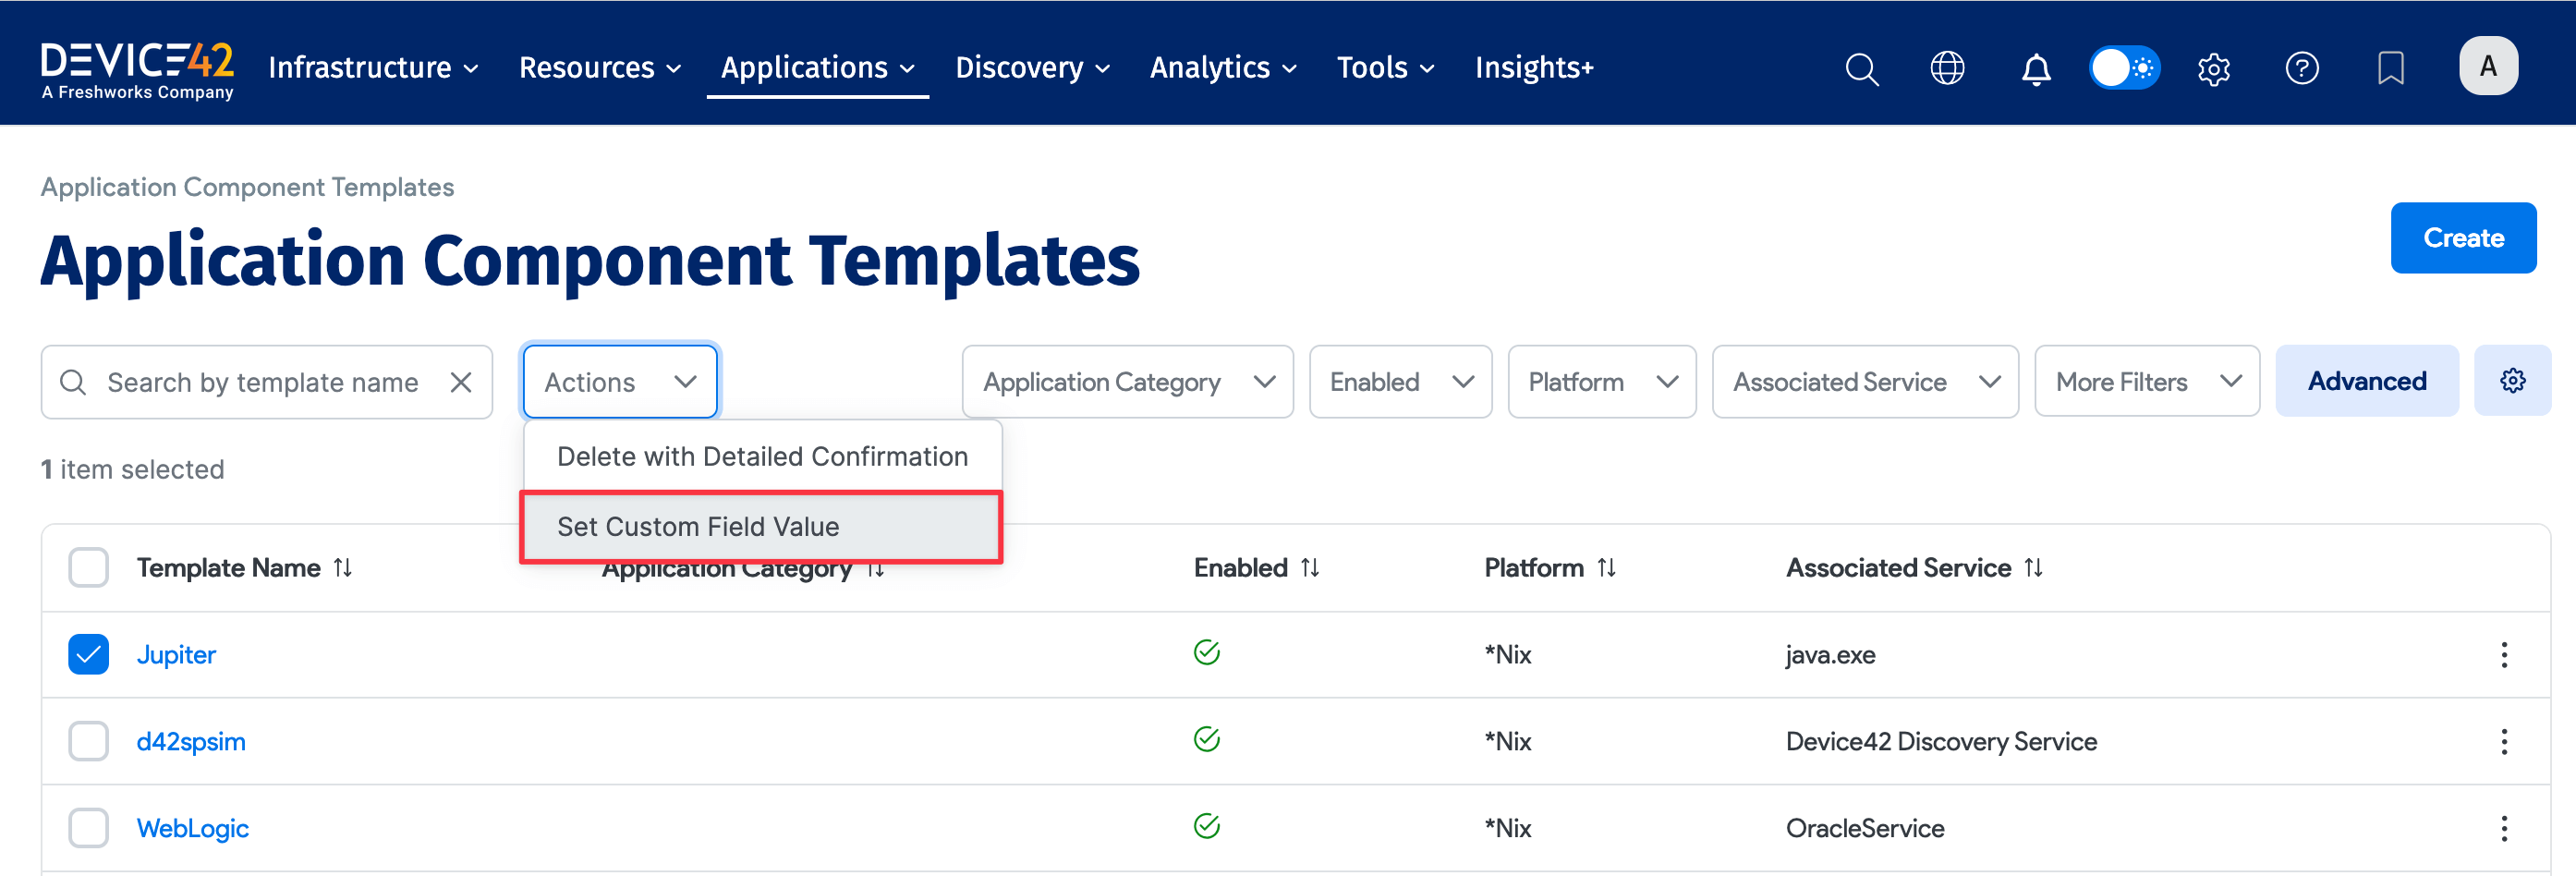 DEVICE42
A Freshworks Company
Infrastructure Resources Applications Discovery Analytics Tools Insights+
A
Application Component Templates
Application Component Templates
Create
Search by template name
Actions
Application Category
Enabled
Platform
Associated Service
More Filters
Advanced
Delete with Detailed Confirmation
1 item selected
Set Custom Field Value
Template Name Application Category Enabled Platform Associated Service
Jupiter *Nix java.exe
d42spsim *Nix Device42 Discovery Service
WebLogic *Nix OracleService